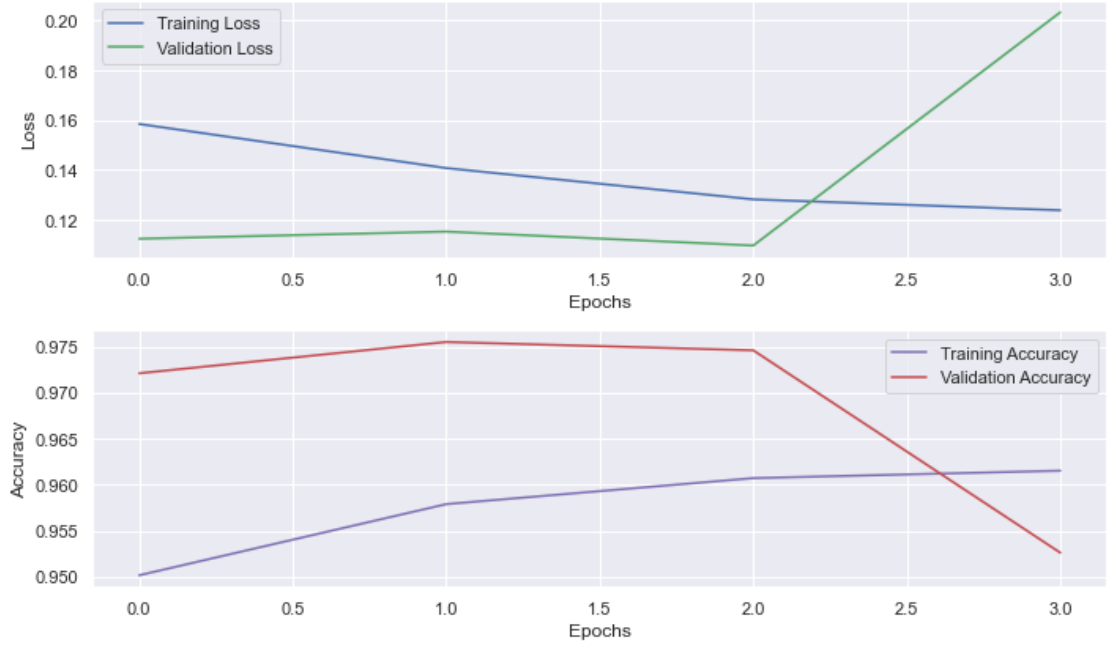 0.20
0.18
0.16
0.14
0.12
Loss
Training Loss
Validation Loss
0.0 0.5 1.0 1.5 2.0 2.5 3.0
Epochs
0.975
0.970
0.965
0.960
0.955
0.950
Accuracy
Training Accuracy
Validation Accuracy
0.0 0.5 1.0 1.5 2.0 2.5 3.0
Epochs